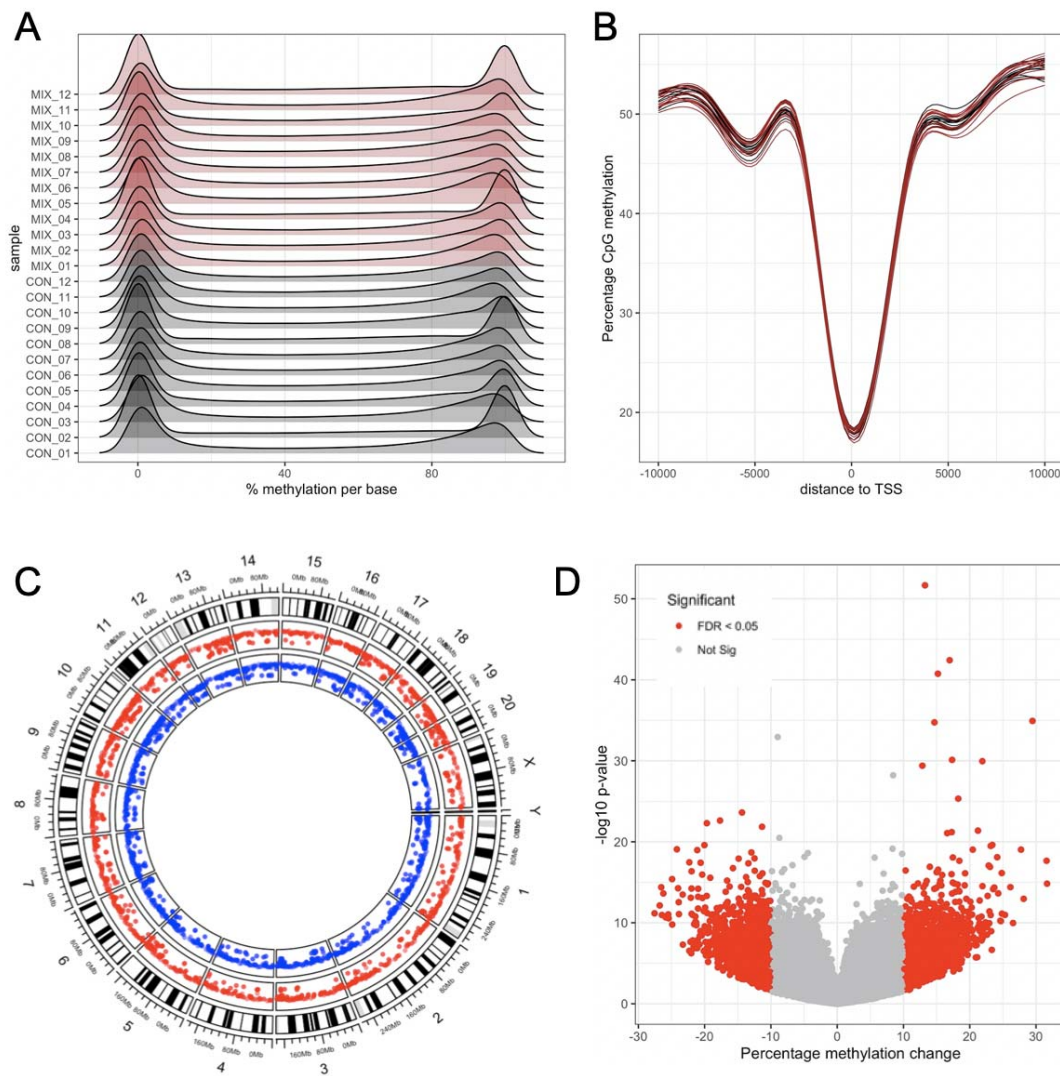 A
MIX_12
MIX_11
MIX_10
MIX_09
MIX_08
MIX_07
MIX_06
MIX_05
MIX_04
MIX_03
MIX_02
MIX_01
CON_12
CON_11
CON_10
CON_09
CON_08
CON_07
CON_06
CON_05
CON_04
CON_03
CON_02
CON_01
sample
0 40 80
% methylation per base
B
50
40
30
20
Percentage CpG methylation
-10000 -5000 0 5000 10000
distance to TSS
C
1
2
3
4
5
6
7
8
9
10
11
12
13
14
15
16
17
18
19
20
X
Y
0Mb 80Mb 160Mb 240Mb
D
Significant
FDR < 0.05
Not Sig
50
40
30
20
10
0
-log10 p-value
-30 -20 -10 0 10 20 30
Percentage methylation change